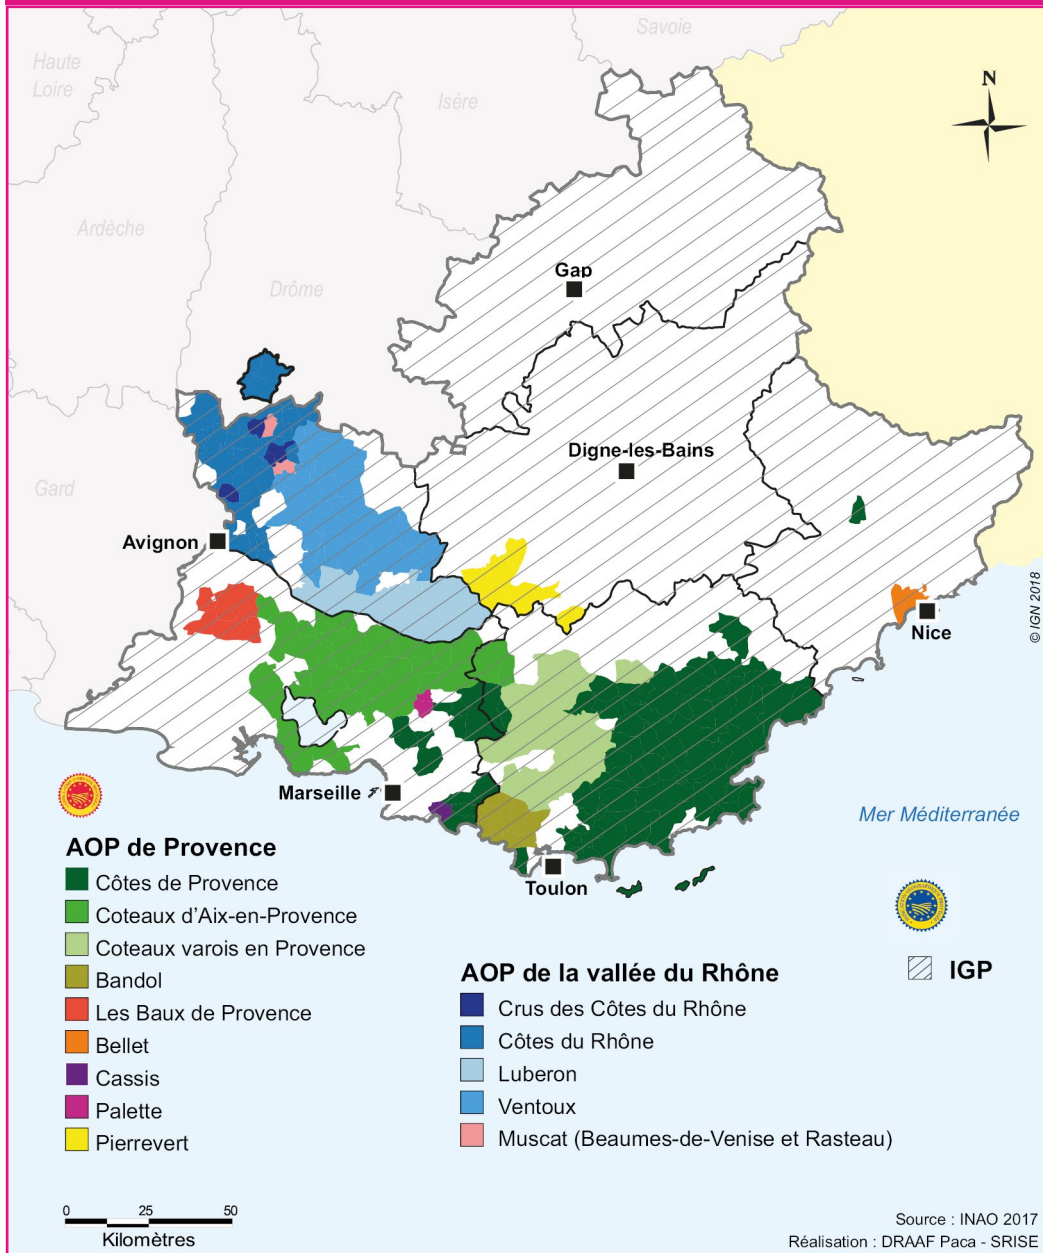 Savoie
Haute
Loire
Isère
N
Ardèche
Gap
Drôme
Digne-les-Bains
Gard
Avignon
Nice
© IGN 2018
Marseille
Mer Méditerranée
Toulon
AOP de Provence
Côtes de Provence
Coteaux d'Aix-en-Provence
Coteaux varois en Provence
Bandol
Les Baux de Provence
Bellet
Cassis
Palette
Pierrevert
AOP de la vallée du Rhône
Crus des Côtes du Rhône
Côtes du Rhône
Luberon
Ventoux
Muscat (Beaumes-de-Venise et Rasteau)
IGP
0 25 50
Kilomètres
Source : INAO 2017
Réalisation : DRAAF Paca - SRISE